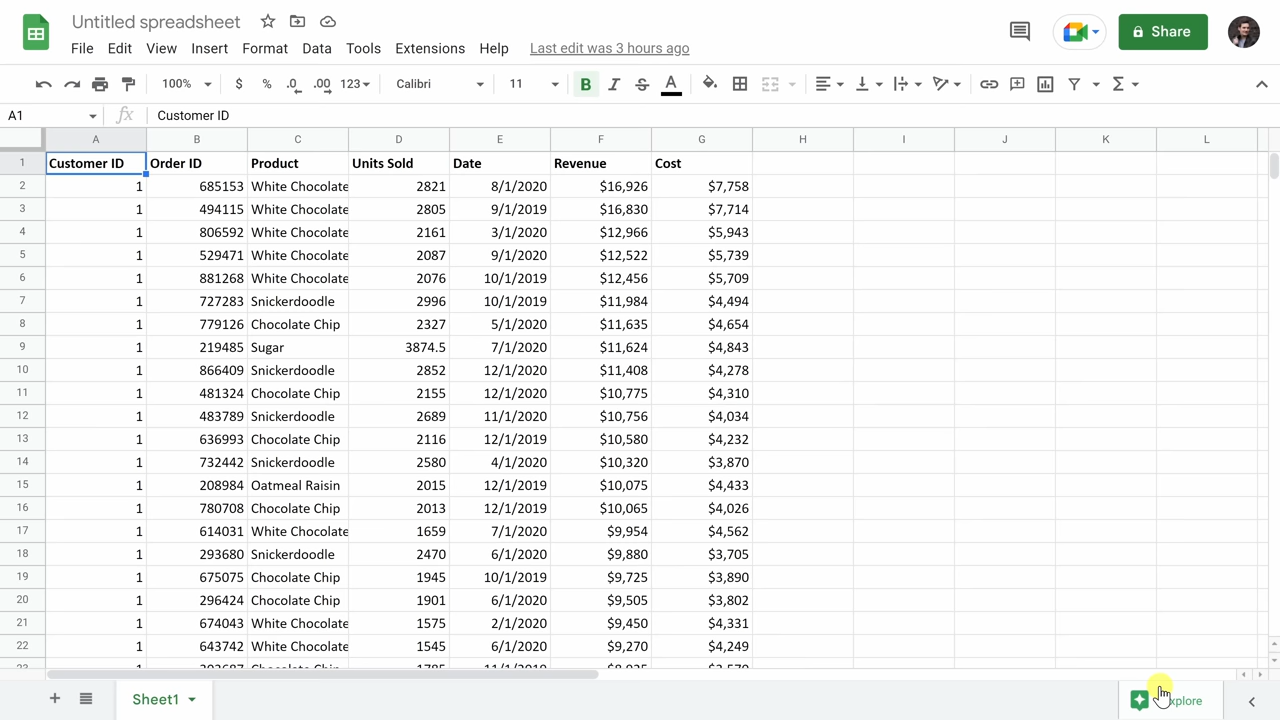 Untitled spreadsheet
File Edit View Insert Format Data Tools Extensions Help Last edit was 3 hours ago
Share
100% $ % .0 .00 123 Calibri 11 B I S A
A1 fx Customer ID
A B C D E F G H I J K L
1 Customer ID Order ID Product Units Sold Date Revenue Cost
2 1 685153 White Chocolate 2821 8/1/2020 $16,926 $7,758
3 1 494115 White Chocolate 2805 9/1/2019 $16,830 $7,714
4 1 806592 White Chocolate 2161 3/1/2020 $12,966 $5,943
5 1 529471 White Chocolate 2087 9/1/2020 $12,522 $5,739
6 1 881268 White Chocolate 2076 10/1/2019 $12,456 $5,709
7 1 727283 Snickerdoodle 2996 10/1/2019 $11,984 $4,494
8 1 779126 Chocolate Chip 2327 5/1/2020 $11,635 $4,654
9 1 219485 Sugar 3874.5 7/1/2020 $11,624 $4,843
10 1 866409 Snickerdoodle 2852 12/1/2020 $11,408 $4,278
11 1 481324 Chocolate Chip 2155 12/1/2020 $10,775 $4,310
12 1 483789 Snickerdoodle 2689 11/1/2020 $10,756 $4,034
13 1 636993 Chocolate Chip 2116 12/1/2019 $10,580 $4,232
14 1 732442 Snickerdoodle 2580 4/1/2020 $10,320 $3,870
15 1 208984 Oatmeal Raisin 2015 12/1/2019 $10,075 $4,433
16 1 780708 Chocolate Chip 2013 12/1/2019 $10,065 $4,026
17 1 614031 White Chocolate 1659 7/1/2020 $9,954 $4,562
18 1 293680 Snickerdoodle 2470 6/1/2020 $9,880 $3,705
19 1 675075 Chocolate Chip 1945 10/1/2019 $9,725 $3,890
20 1 296424 Chocolate Chip 1901 6/1/2020 $9,505 $3,802
21 1 674043 White Chocolate 1575 2/1/2020 $9,450 $4,331
22 1 643742 White Chocolate 1545 6/1/2020 $9,270 $4,249
Sheet1